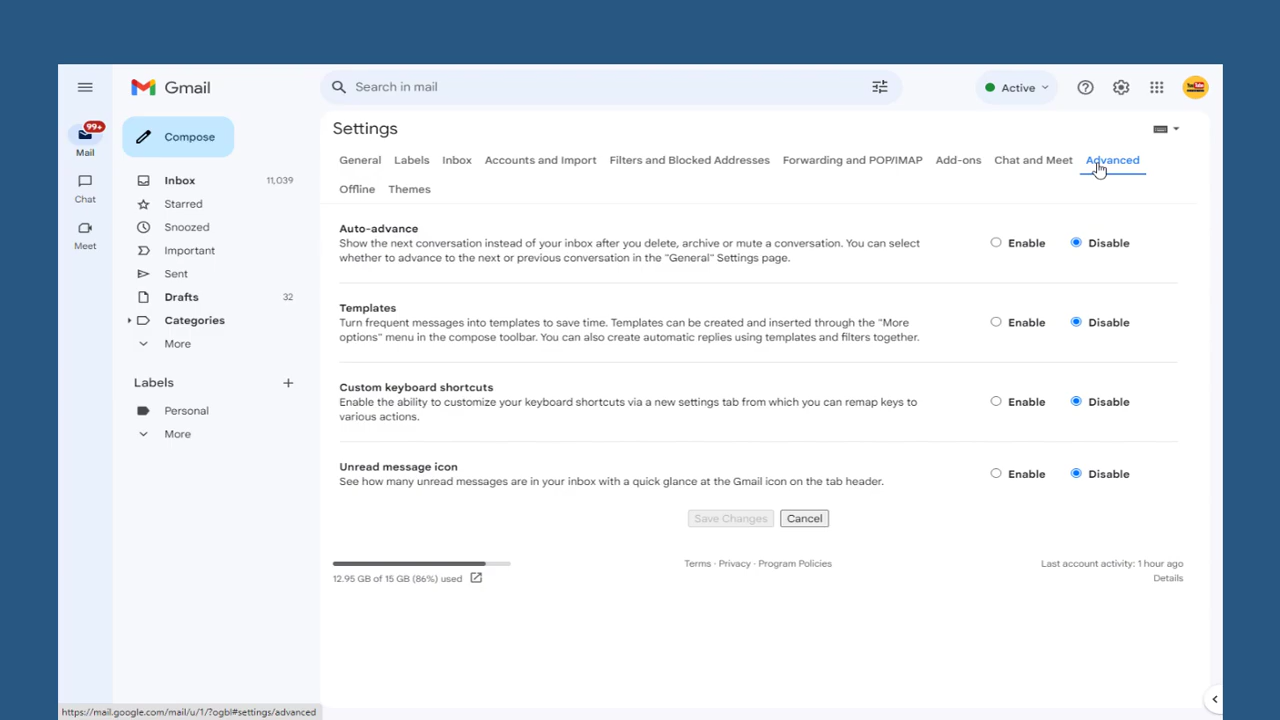 Gmail
Search in mail
Active
99+
Mail
Chat
Meet
Compose
Inbox 11,039
Starred
Snoozed
Important
Sent
Drafts 32
Categories
More
Labels
Personal
More
Settings
General Labels Inbox Accounts and Import Filters and Blocked Addresses Forwarding and POP/IMAP Add-ons Chat and Meet Advanced
Offline Themes
Auto-advance
Show the next conversation instead of your inbox after you delete, archive or mute a conversation. You can select
whether to advance to the next or previous conversation in the "General" Settings page.
Enable Disable
Templates
Turn frequent messages into templates to save time. Templates can be created and inserted through the "More
options" menu in the compose toolbar. You can also create automatic replies using templates and filters together.
Enable Disable
Custom keyboard shortcuts
Enable the ability to customize your keyboard shortcuts via a new settings tab from which you can remap keys to
various actions.
Enable Disable
Unread message icon
See how many unread messages are in your inbox with a quick glance at the Gmail icon on the tab header.
Enable Disable
Save Changes Cancel
12.95 GB of 15 GB (86%) used
Terms · Privacy · Program Policies
Last account activity: 1 hour ago
Details
https://mail.google.com/mail/u/1/?ogbl#settings/advanced